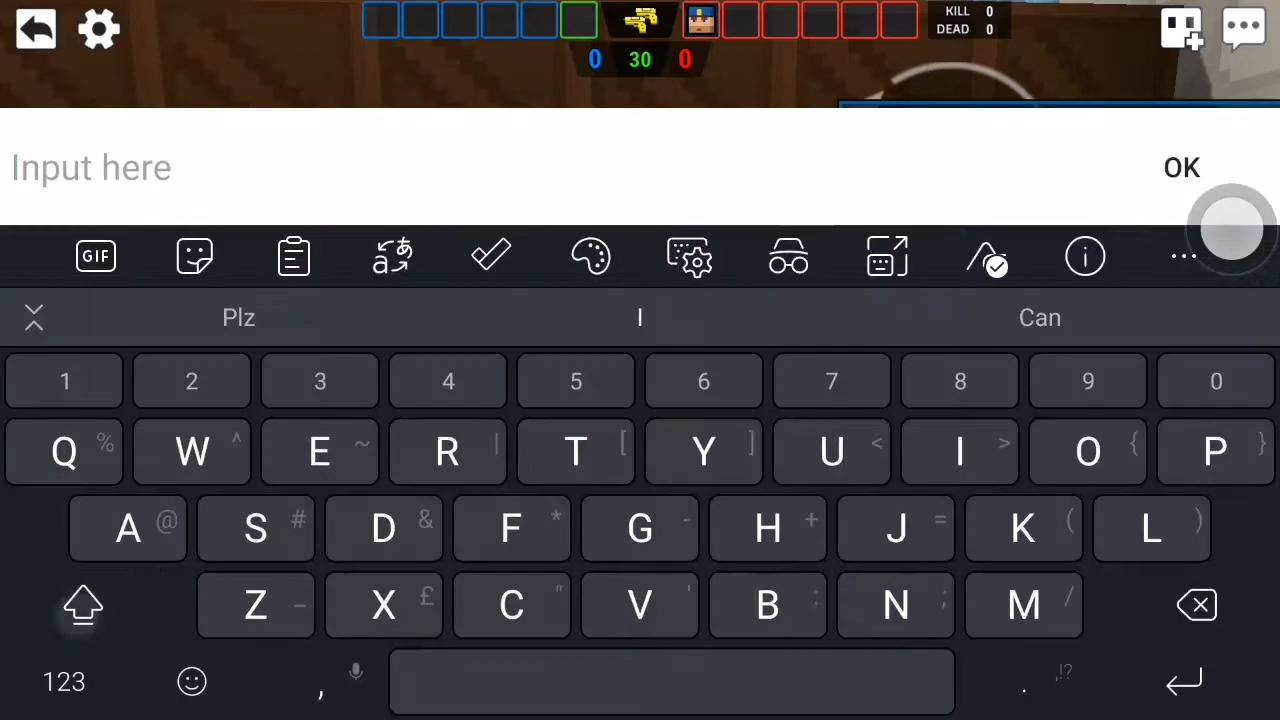 KILL 0
DEAD 0
0 30 0
Input here
OK
GIF
Plz I Can
1 2 3 4 5 6 7 8 9 0
Q % W ^ E ~ R | T [ Y ] U < I > O { P }
A @ S # D & F * G - H + J = K ( L )
Z _ X £ C " V ' B : N ; M /
123 , . ,!?